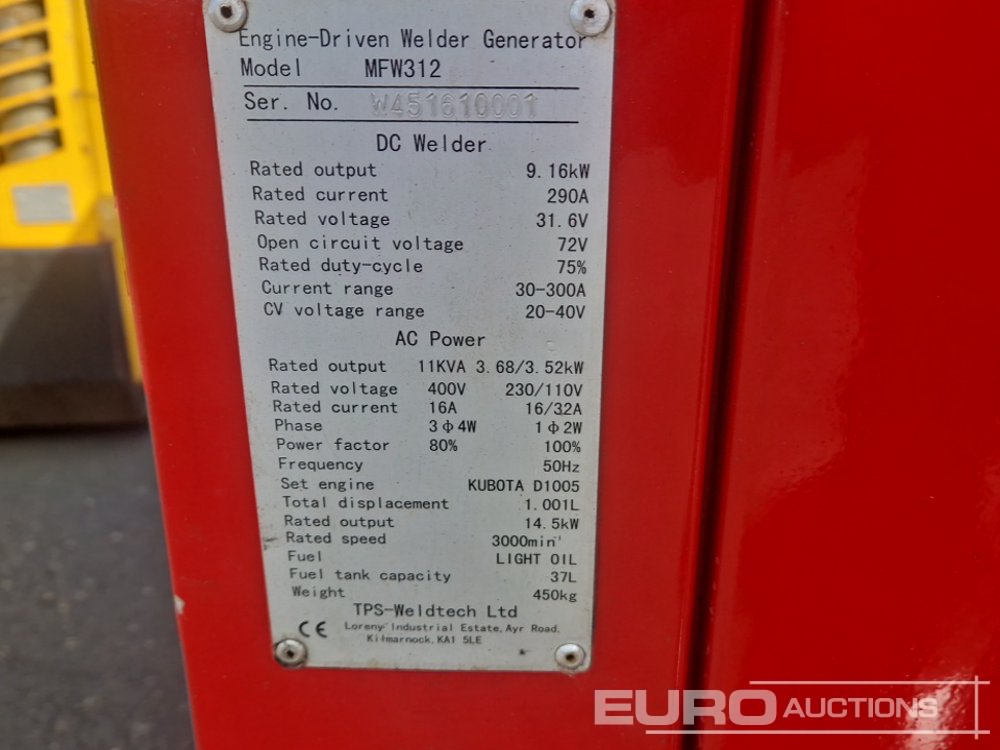 Engine-Driven Welder Generator
Model MFW312
Ser. No. W451610001
DC Welder
Rated output 9.16kW
Rated current 290A
Rated voltage 31.6V
Open circuit voltage 72V
Rated duty-cycle 75%
Current range 30-300A
CV voltage range 20-40V
AC Power
Rated output 11KVA 3.68/3.52kW
Rated voltage 400V 230/110V
Rated current 16A 16/32A
Phase 3ф4W 1ф2W
Power factor 80% 100%
Frequency 50Hz
Set engine KUBOTA D1005
Total displacement 1.001L
Rated output 14.5kW
Rated speed 3000min'
Fuel LIGHT OIL
Fuel tank capacity 37L
Weight 450kg
TPS-Weldtech Ltd
CE Loreny Industrial Estate, Ayr Road,
Kilmarnock, KA1 5LE
EURO AUCTIONS